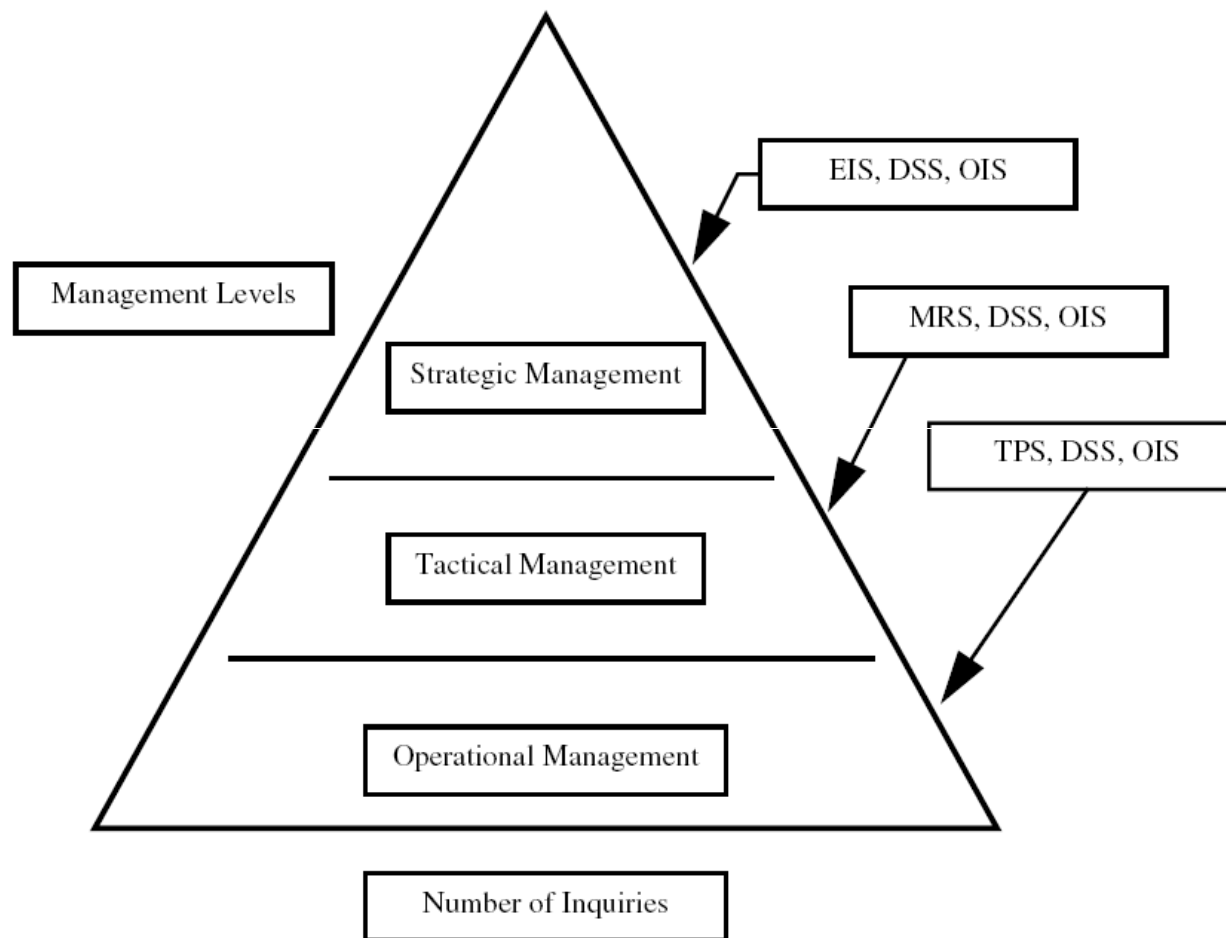 EIS, DSS, OIS
Management Levels
MRS, DSS, OIS
Strategic Management
TPS, DSS, OIS
Tactical Management
Operational Management
Number of Inquiries